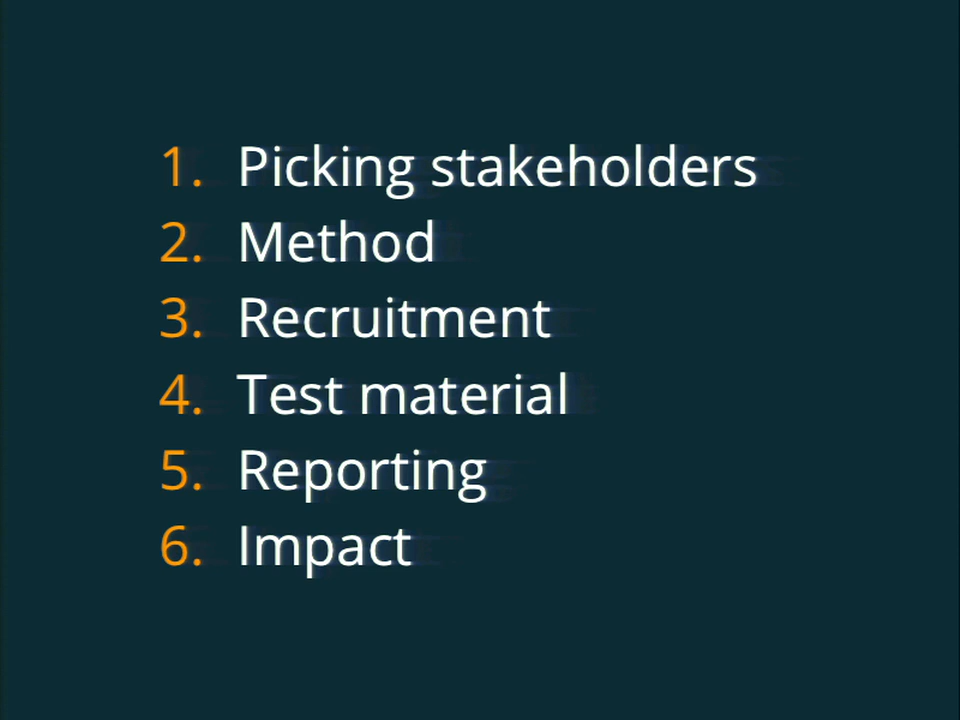 1. Picking stakeholders
2. Method
3. Recruitment
4. Test material
5. Reporting
6. Impact